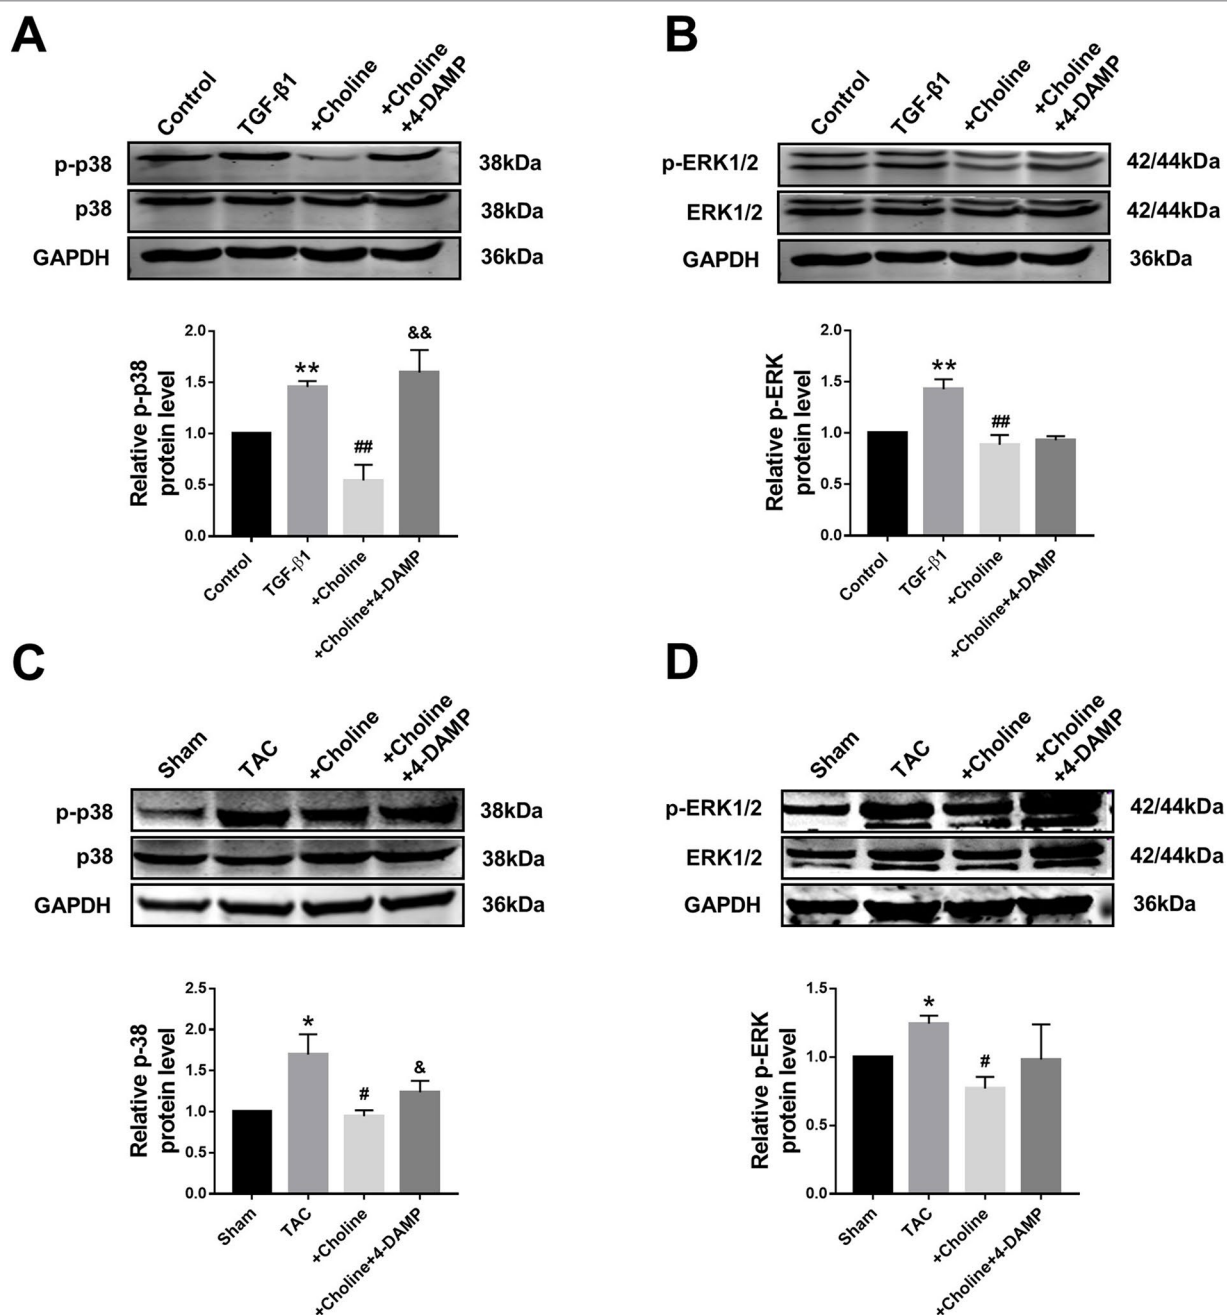 A
Control
TGF-β1
+Choline
+Choline
+4-DAMP
p-p38
38kDa
p38
38kDa
GAPDH
36kDa
2.0
1.5
1.0
0.5
0.0
Relative p-p38
protein level
**
##
&&
Control
TGF-β1
+Choline
+Choline+4-DAMP
B
Control
TGF-β1
+Choline
+Choline
+4-DAMP
p-ERK1/2
42/44kDa
ERK1/2
42/44kDa
GAPDH
36kDa
2.0
1.5
1.0
0.5
0.0
Relative p-ERK
protein level
**
##
Control
TGF-β1
+Choline
+Choline+4-DAMP
C
Sham
TAC
+Choline
+Choline
+4-DAMP
p-p38
38kDa
p38
38kDa
GAPDH
36kDa
2.5
2.0
1.5
1.0
0.5
0.0
Relative p-38
protein level
*
#
&
Sham
TAC
+Choline
+Choline+4-DAMP
D
Sham
TAC
+Choline
+Choline
+4-DAMP
p-ERK1/2
42/44kDa
ERK1/2
42/44kDa
GAPDH
36kDa
1.5
1.0
0.5
0.0
Relative p-ERK
protein level
*
#
Sham
TAC
+Choline
+Choline+4-DAMP